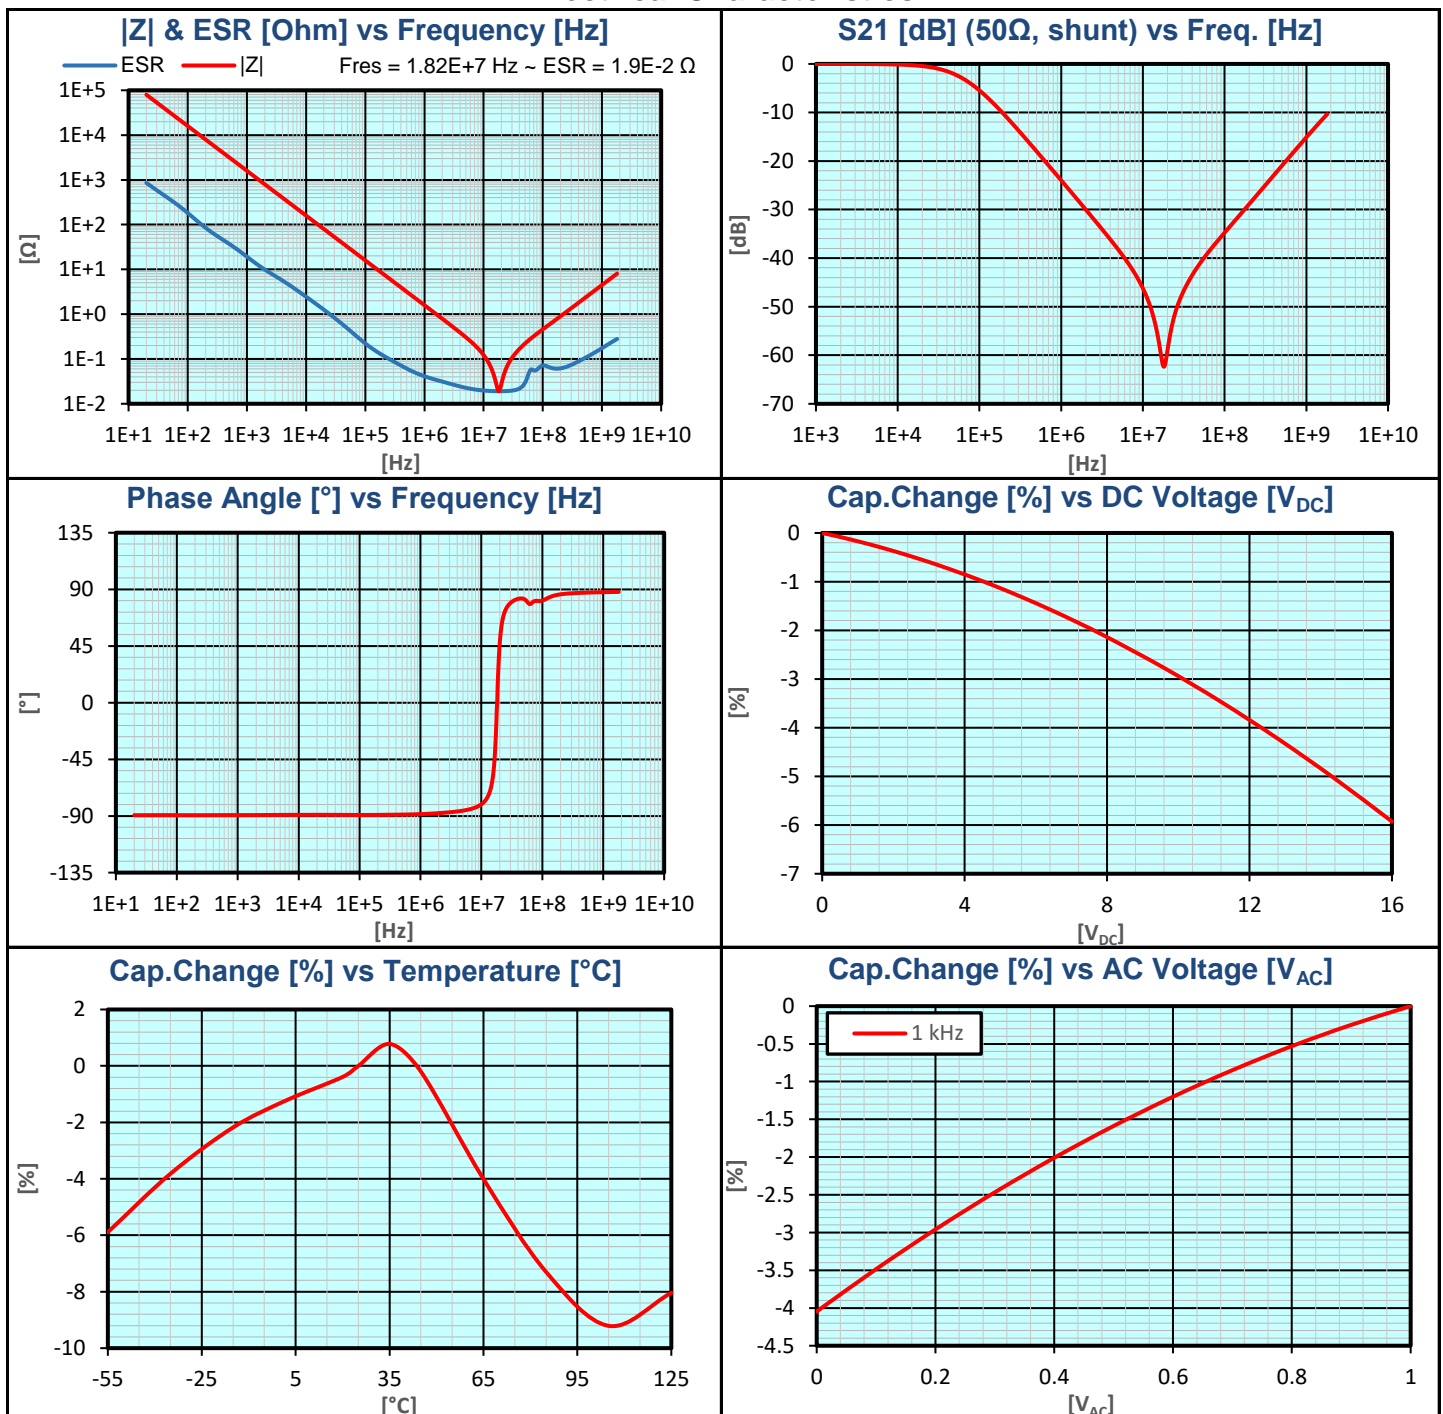 |Z| & ESR [Ohm] vs Frequency [Hz]
ESR |Z| Fres = 1.82E+7 Hz ~ ESR = 1.9E-2 Ω
1E+5
1E+4
1E+3
1E+2
1E+1
1E+0
1E-1
1E-2
[Ω]
1E+1 1E+2 1E+3 1E+4 1E+5 1E+6 1E+7 1E+8 1E+9 1E+10
[Hz]
S21 [dB] (50Ω, shunt) vs Freq. [Hz]
0
-10
-20
-30
-40
-50
-60
-70
[dB]
1E+3 1E+4 1E+5 1E+6 1E+7 1E+8 1E+9 1E+10
[Hz]
Phase Angle [°] vs Frequency [Hz]
135
90
45
0
-45
-90
-135
[°]
1E+1 1E+2 1E+3 1E+4 1E+5 1E+6 1E+7 1E+8 1E+9 1E+10
[Hz]
Cap.Change [%] vs DC Voltage [VDC]
0
-1
-2
-3
-4
-5
-6
-7
[%]
0 4 8 12 16
[VDC]
Cap.Change [%] vs Temperature [°C]
2
0
-2
-4
-6
-8
-10
[%]
-55 -25 5 35 65 95 125
[°C]
Cap.Change [%] vs AC Voltage [VAC]
1 kHz
0
-0.5
-1
-1.5
-2
-2.5
-3
-3.5
-4
-4.5
[%]
0 0.2 0.4 0.6 0.8 1
[VAC]